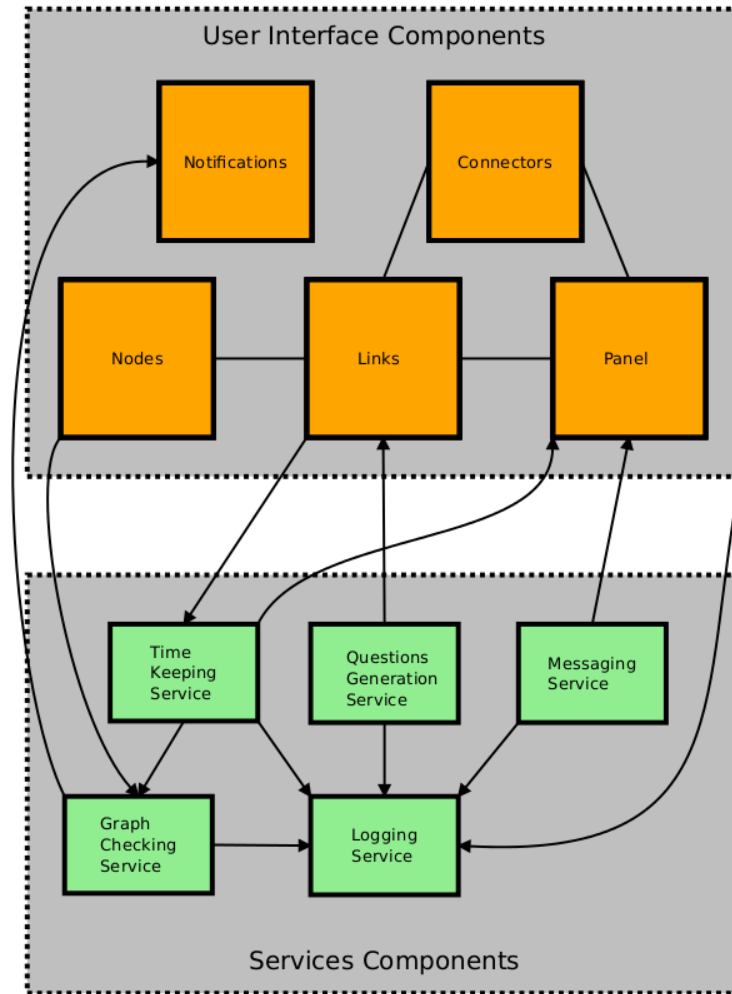 User Interface Components
Notifications
Connectors
Nodes
Links
Panel
Time
Keeping
Service
Questions
Generation
Service
Messaging
Service
Graph
Checking
Service
Logging
Service
Services Components